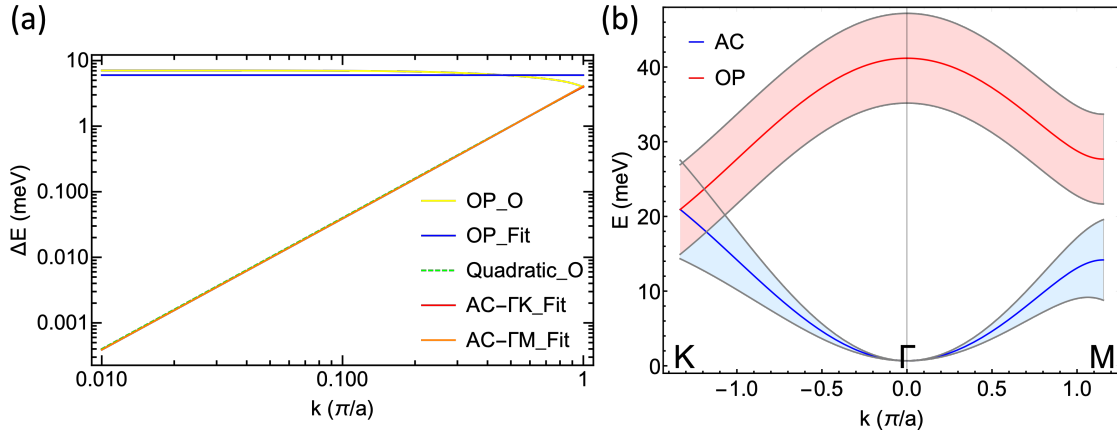 (a)
10
1
0.100
0.010
0.001
ΔE (meV)
OP_O
OP_Fit
Quadratic_O
AC-ΓK_Fit
AC-ΓM_Fit
0.010
0.100
1
k (π/a)
(b)
40
30
20
10
0
E (meV)
AC
OP
K
Γ
M
-1.0
-0.5
0.0
0.5
1.0
k (π/a)